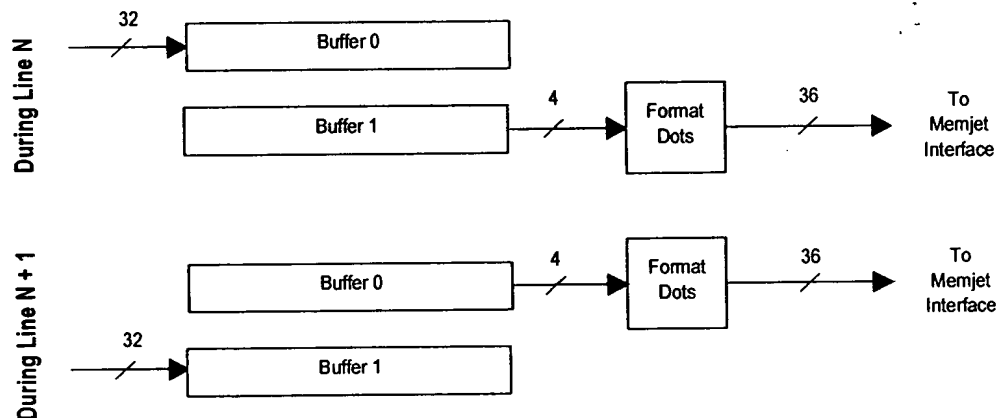 During Line N
32
Buffer 0
Buffer 1
4
Format
Dots
36
To
Memjet
Interface
During Line N + 1
Buffer 0
4
Format
Dots
36
To
Memjet
Interface
32
Buffer 1